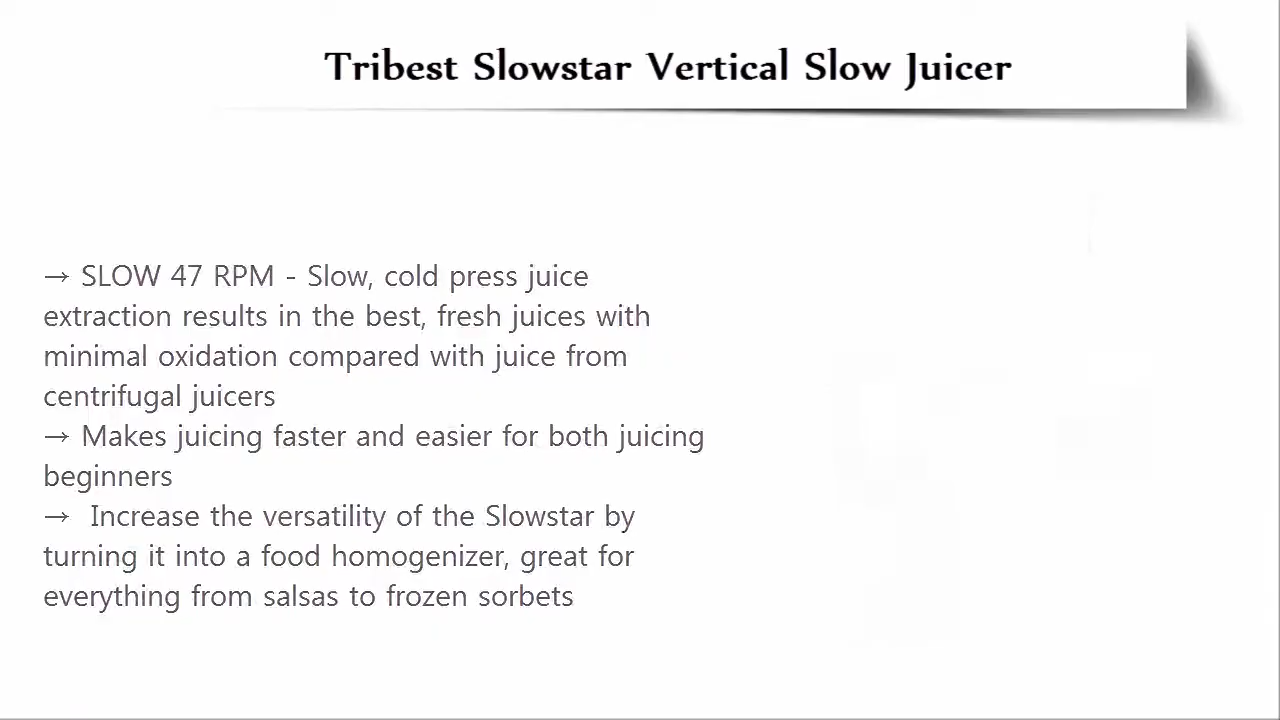 Tribest Slowstar Vertical Slow Juicer
→ SLOW 47 RPM - Slow, cold press juice
extraction results in the best, fresh juices with
minimal oxidation compared with juice from
centrifugal juicers
→ Makes juicing faster and easier for both juicing
beginners
→ Increase the versatility of the Slowstar by
turning it into a food homogenizer, great for
everything from salsas to frozen sorbets